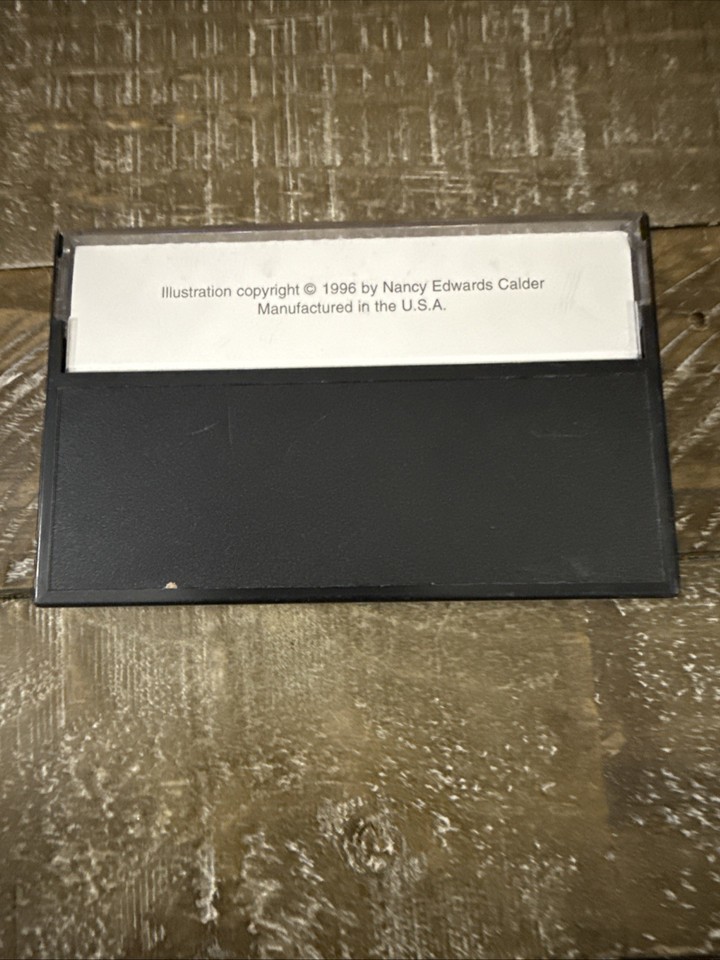 Illustration copyright © 1996 by Nancy Edwards Calder
Manufactured in the U.S.A.